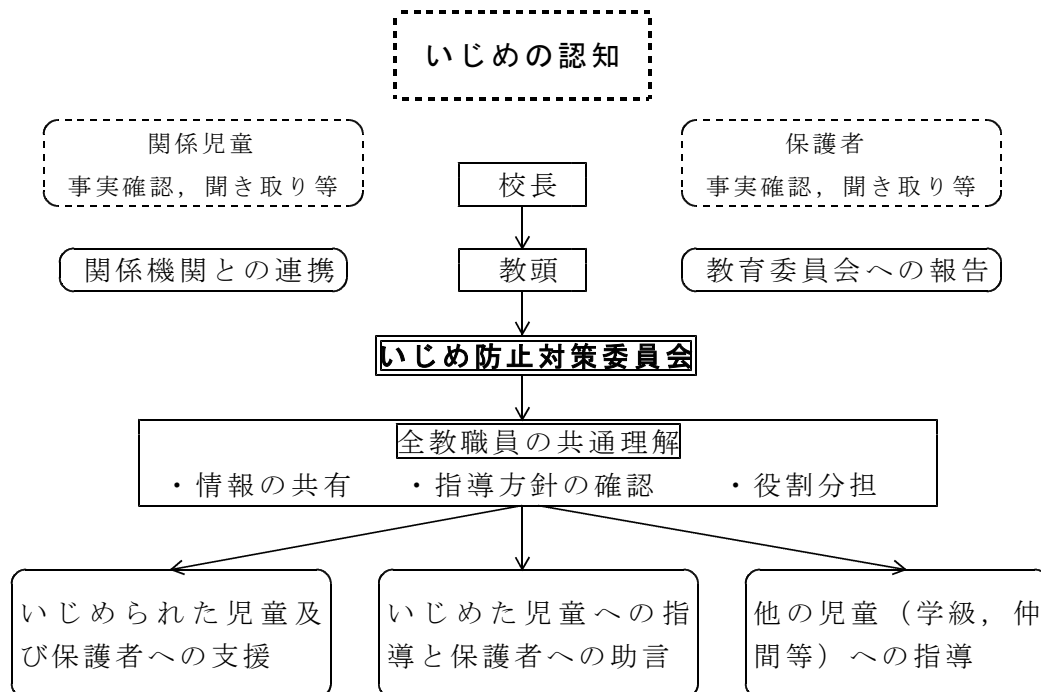 いじめの認知
関係児童
事実確認，聞き取り等
保護者
事実確認，聞き取り等
校長
関係機関との連携
教頭
教育委員会への報告
いじめ防止対策委員会
全教職員の共通理解
・情報の共有　・指導方針の確認　・役割分担
いじめられた児童及
び保護者への支援
いじめた児童への指
導と保護者への助言
他の児童（学級，仲
間等）への指導